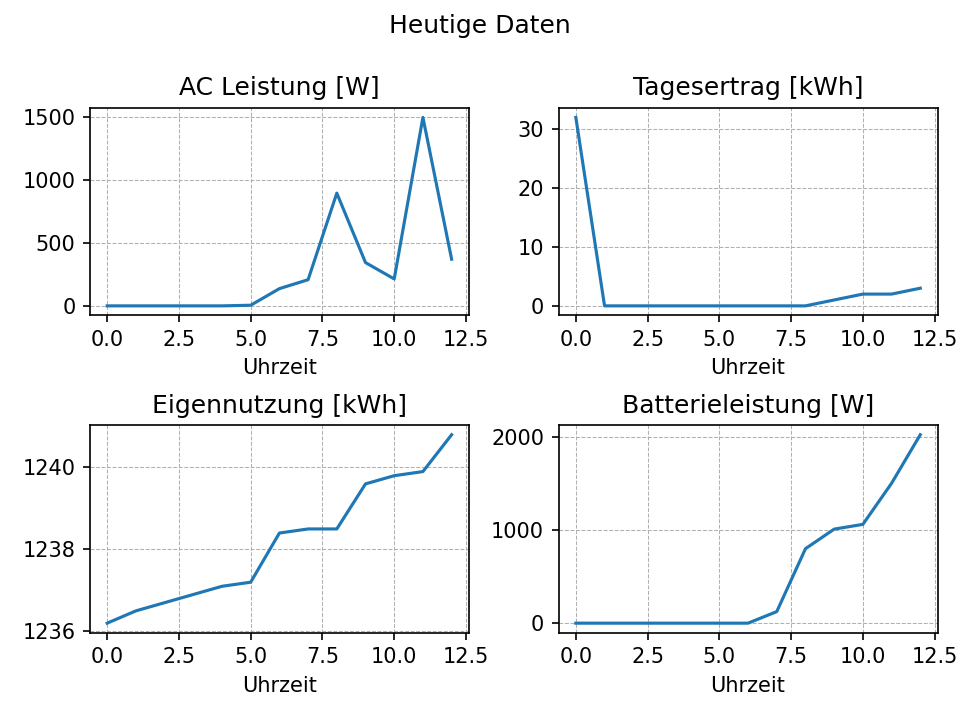 Heutige Daten
AC Leistung [W]
1500
1000
500
0
0.0 2.5 5.0 7.5 10.0 12.5
Uhrzeit
Tagesertrag [kWh]
30
20
10
0
0.0 2.5 5.0 7.5 10.0 12.5
Uhrzeit
Eigennutzung [kWh]
1240
1238
1236
0.0 2.5 5.0 7.5 10.0 12.5
Uhrzeit
Batterieleistung [W]
2000
1000
0
0.0 2.5 5.0 7.5 10.0 12.5
Uhrzeit